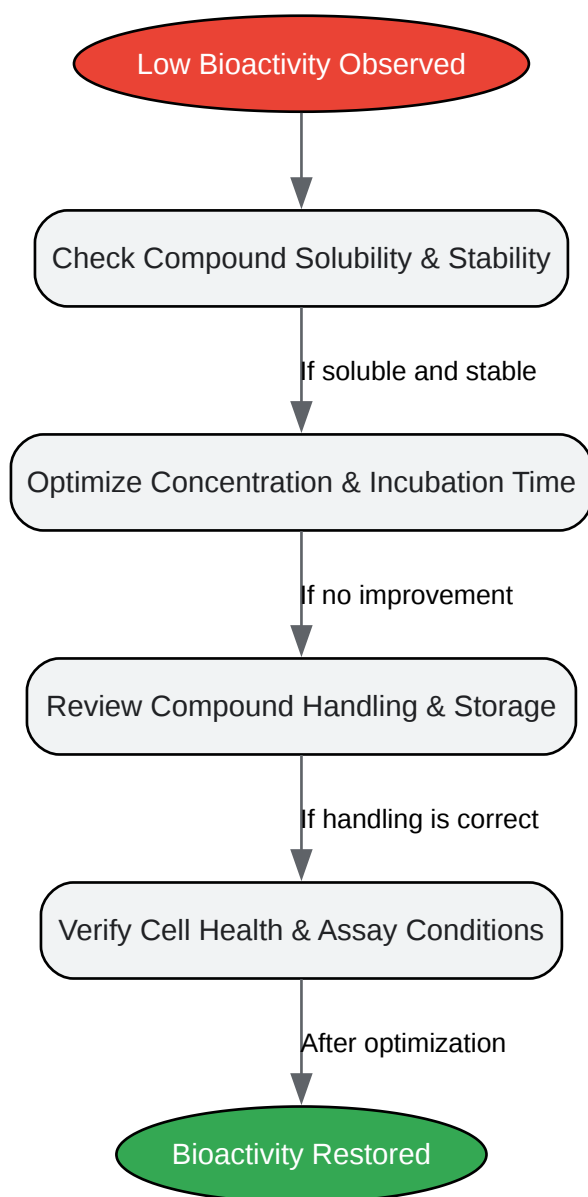 Low Bioactivity Observed
Check Compound Solubility & Stability
If soluble and stable
Optimize Concentration & Incubation Time
If no improvement
Review Compound Handling & Storage
If handling is correct
Verify Cell Health & Assay Conditions
After optimization
Bioactivity Restored